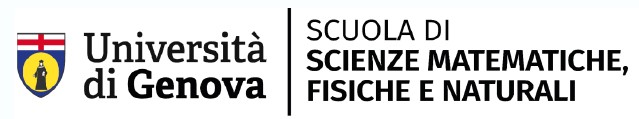 Università
di Genova
SCUOLA DI
SCIENZE MATEMATICHE,
FISICHE E NATURALI